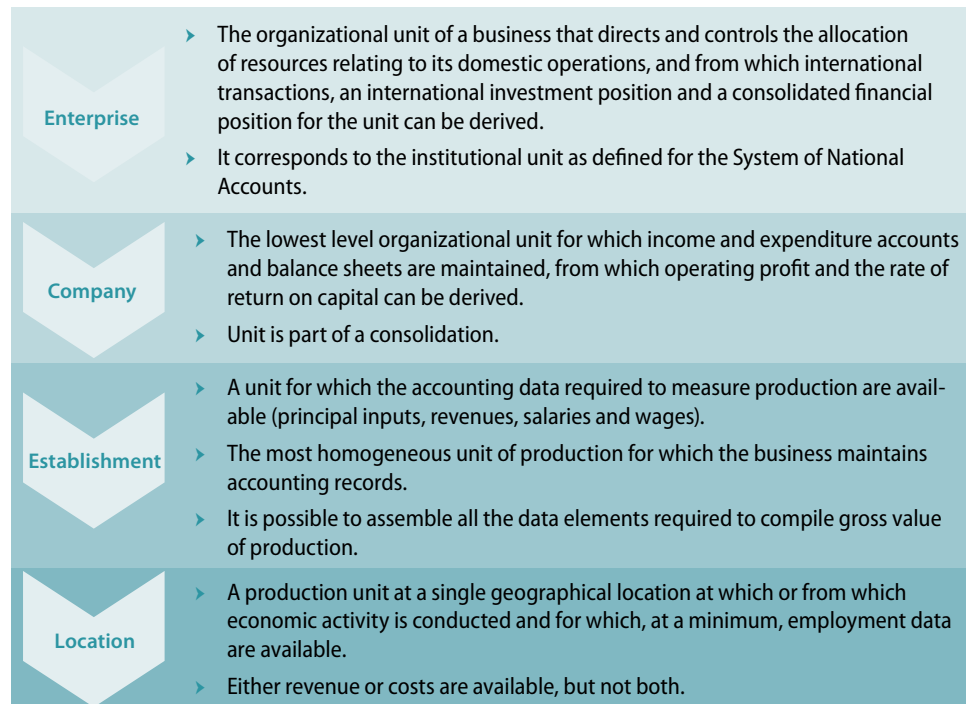 Enterprise
The organizational unit of a business that directs and controls the allocation
of resources relating to its domestic operations, and from which international
transactions, an international investment position and a consolidated financial
position for the unit can be derived.
It corresponds to the institutional unit as defined for the System of National
Accounts.
Company
The lowest level organizational unit for which income and expenditure accounts
and balance sheets are maintained, from which operating profit and the rate of
return on capital can be derived.
Unit is part of a consolidation.
Establishment
A unit for which the accounting data required to measure production are avail-
able (principal inputs, revenues, salaries and wages).
The most homogeneous unit of production for which the business maintains
accounting records.
It is possible to assemble all the data elements required to compile gross value
of production.
Location
A production unit at a single geographical location at which or from which
economic activity is conducted and for which, at a minimum, employment data
are available.
Either revenue or costs are available, but not both.